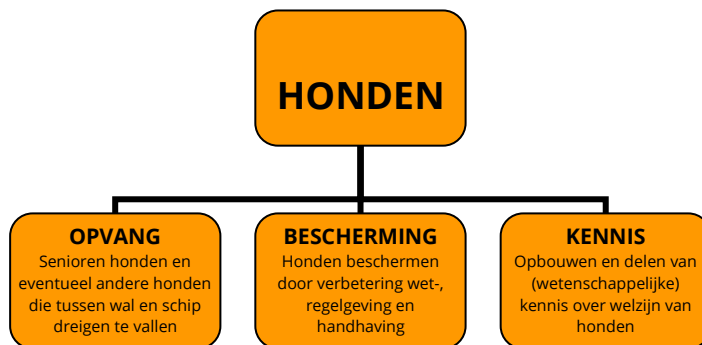 HONDEN
OPVANG
Senioren honden en
eventueel andere honden
die tussen wal en schip
dreigen te vallen
BESCHERMING
Honden beschermen
door verbetering wet-,
regelgeving en
handhaving
KENNIS
Opbouwen en delen van
(wetenschappelijke)
kennis over welzijn van
honden